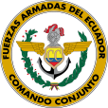 FUERZAS ARMADAS DEL ECUADOR
COMANDO CONJUNTO